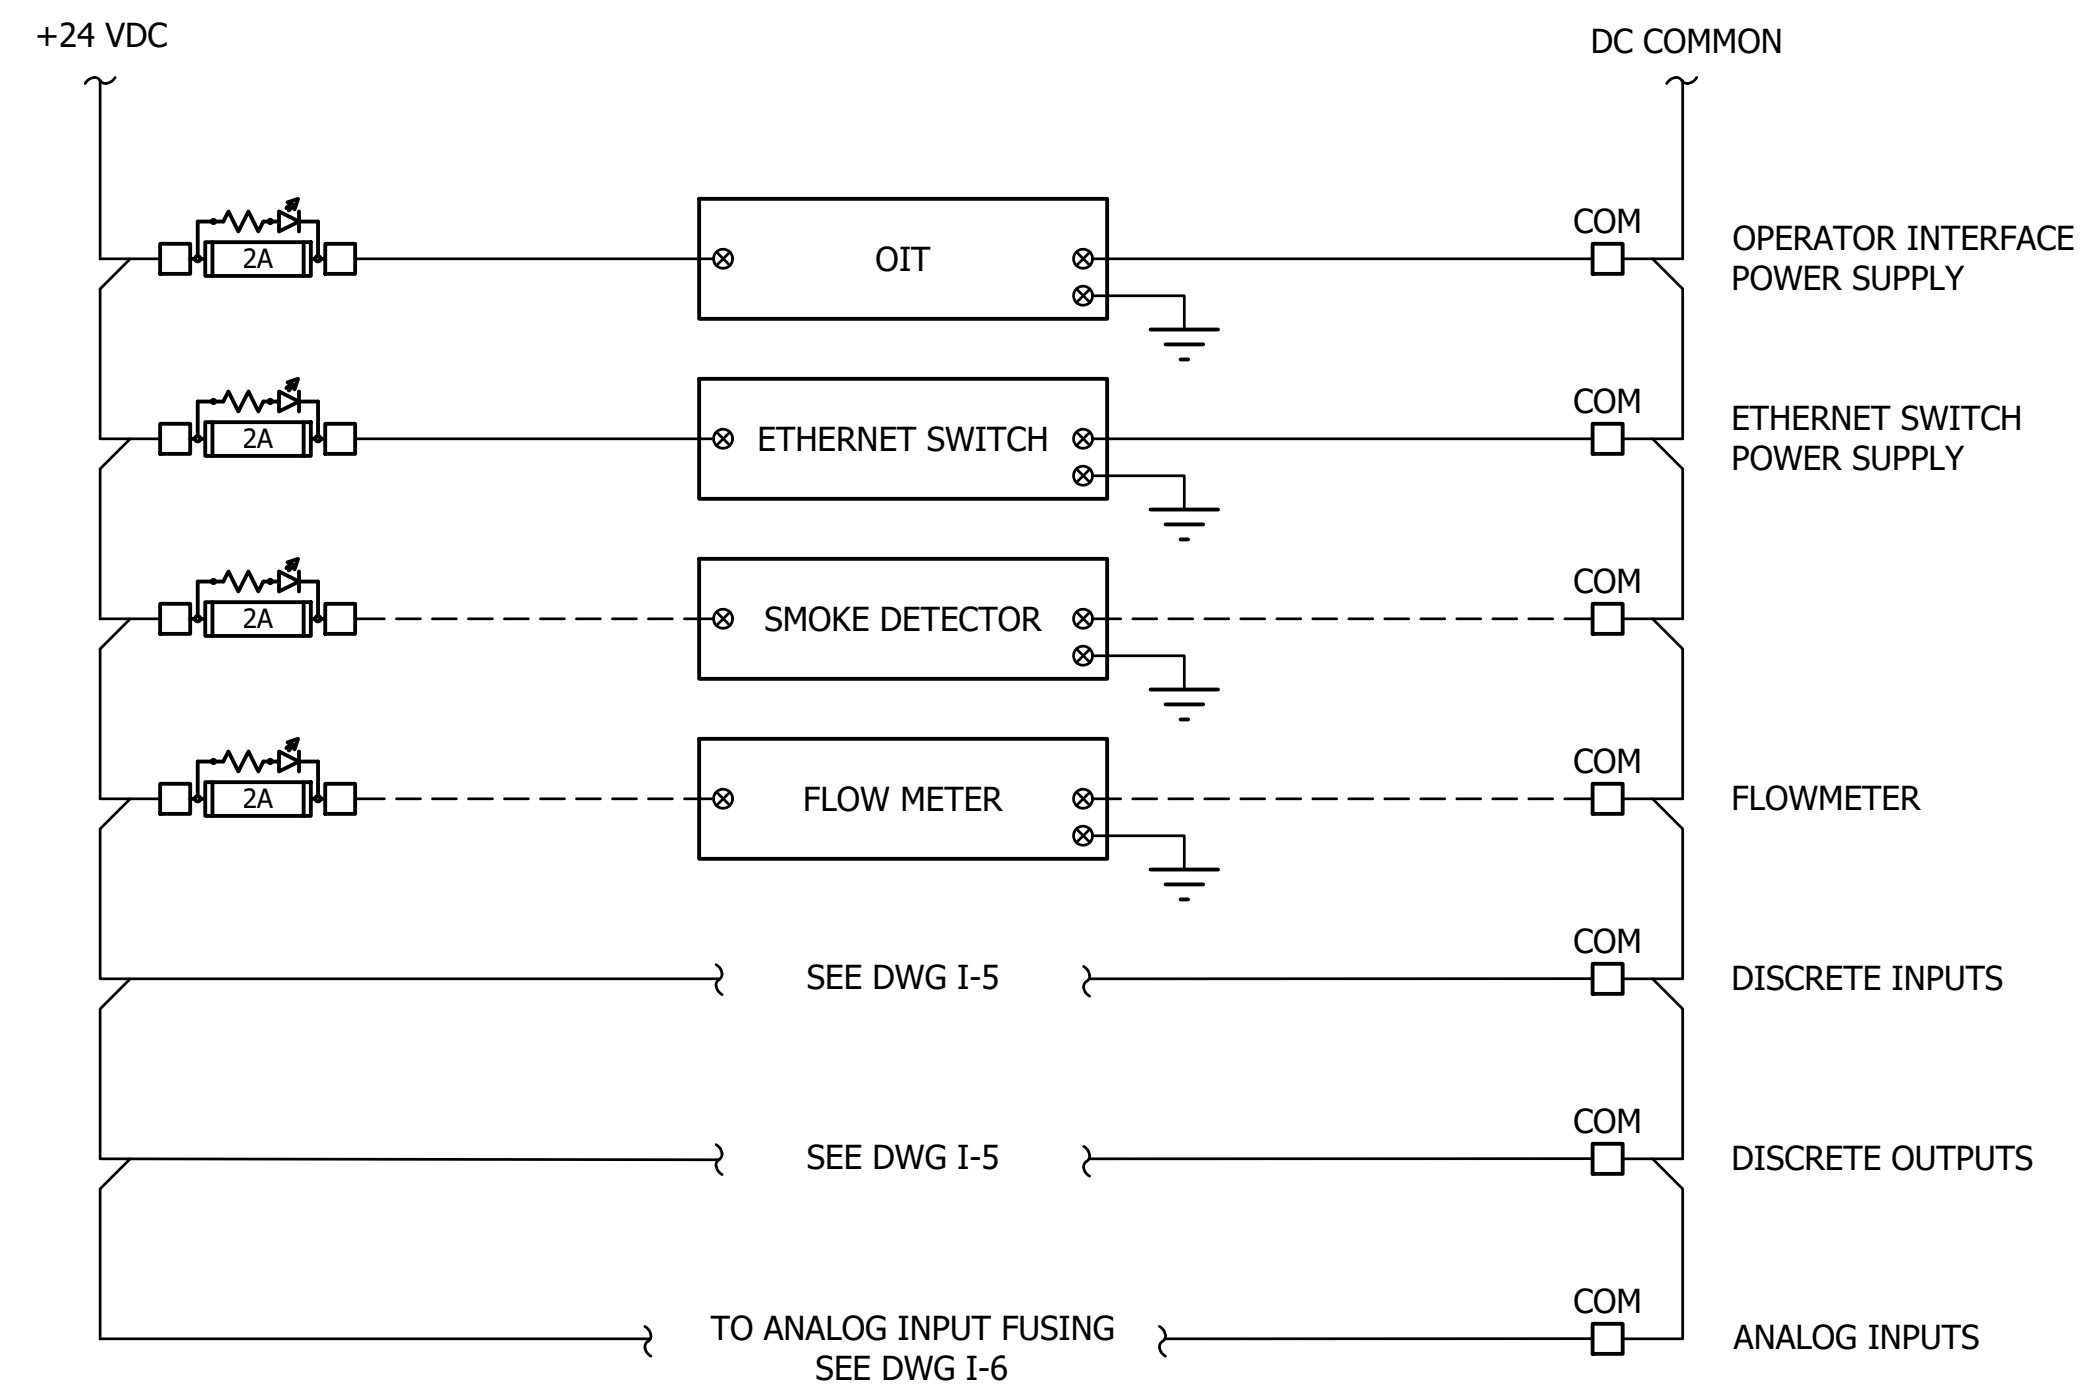 +24 VDC
DC COMMON
2A
OIT
COM
OPERATOR INTERFACE
POWER SUPPLY
2A
ETHERNET SWITCH
COM
ETHERNET SWITCH
POWER SUPPLY
2A
SMOKE DETECTOR
COM
2A
FLOW METER
COM
FLOWMETER
SEE DWG I-5
COM
DISCRETE INPUTS
SEE DWG I-5
COM
DISCRETE OUTPUTS
TO ANALOG INPUT FUSING
SEE DWG I-6
COM
ANALOG INPUTS